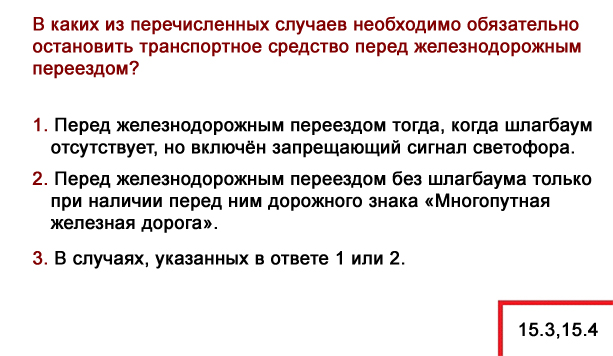 В каких из перечисленных случаев необходимо обязательно
остановить транспортное средство перед железнодорожным
переездом?
1. Перед железнодорожным переездом тогда, когда шлагбаум
отсутствует, но включён запрещающий сигнал светофора.
2. Перед железнодорожным переездом без шлагбаума только
при наличии перед ним дорожного знака «Многопутная
железная дорога».
3. В случаях, указанных в ответе 1 или 2.
15.3,15.4